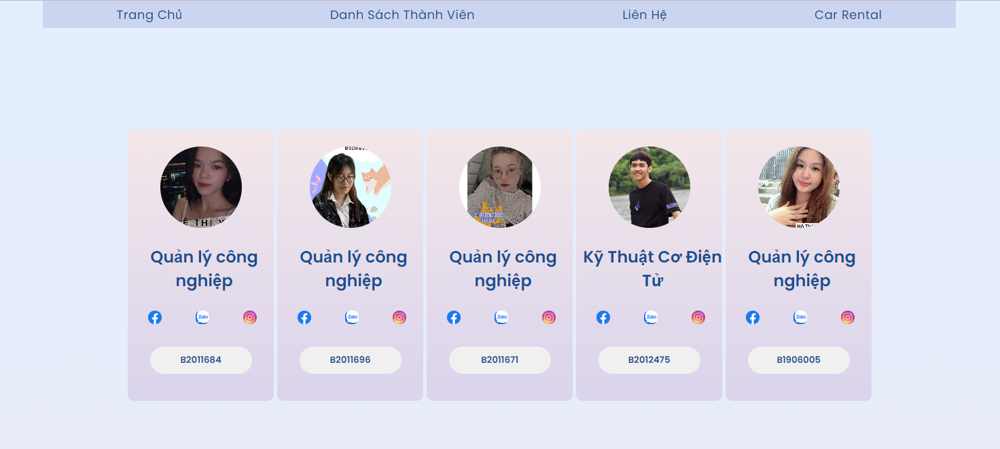 Trang Chủ
Danh Sách Thành Viên
Liên Hệ
Car Rental
Quản lý công
nghiệp
Zalo
B2011684
Quản lý công
nghiệp
Zalo
B2011696
Quản lý công
nghiệp
Zalo
B2011671
Kỹ Thuật Cơ Điện
Tử
Zalo
B2012475
Quản lý công
nghiệp
Zalo
B1906005